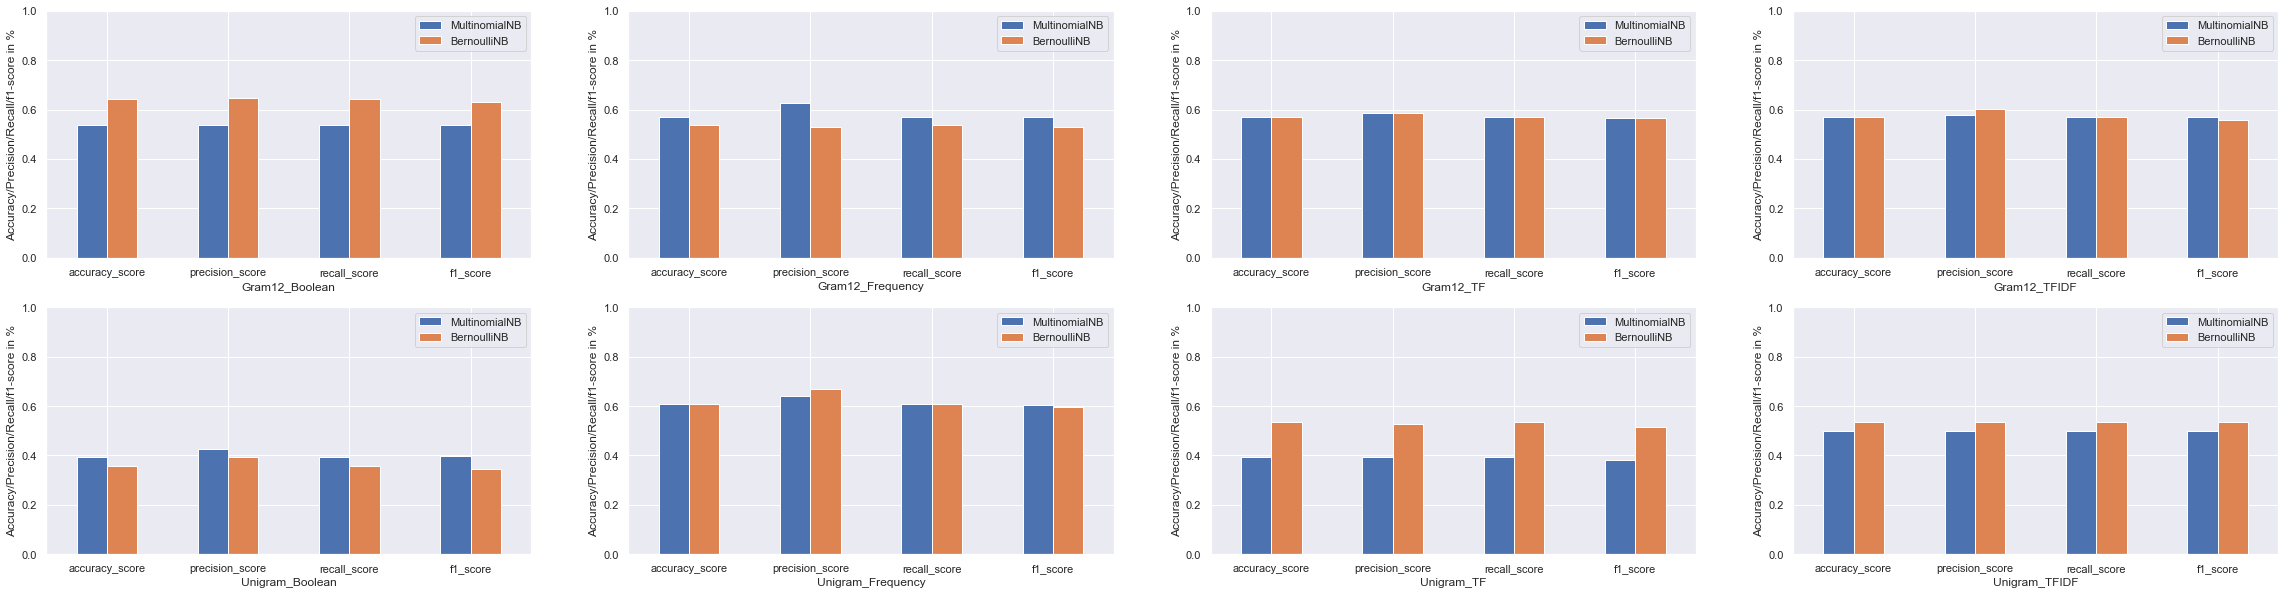 Accuracy/Precision/Recall/f1-score in %
1.0
0.8
0.6
0.4
0.2
0.0
MultinomialNB
BernoulliNB
accuracy_score precision_score recall_score f1_score
Gram12_Boolean
Accuracy/Precision/Recall/f1-score in %
1.0
0.8
0.6
0.4
0.2
0.0
MultinomialNB
BernoulliNB
accuracy_score precision_score recall_score f1_score
Gram12_Frequency
Accuracy/Precision/Recall/f1-score in %
1.0
0.8
0.6
0.4
0.2
0.0
MultinomialNB
BernoulliNB
accuracy_score precision_score recall_score f1_score
Gram12_TF
Accuracy/Precision/Recall/f1-score in %
1.0
0.8
0.6
0.4
0.2
0.0
MultinomialNB
BernoulliNB
accuracy_score precision_score recall_score f1_score
Gram12_TFIDF
Accuracy/Precision/Recall/f1-score in %
1.0
0.8
0.6
0.4
0.2
0.0
MultinomialNB
BernoulliNB
accuracy_score precision_score recall_score f1_score
Unigram_Boolean
Accuracy/Precision/Recall/f1-score in %
1.0
0.8
0.6
0.4
0.2
0.0
MultinomialNB
BernoulliNB
accuracy_score precision_score recall_score f1_score
Unigram_Frequency
Accuracy/Precision/Recall/f1-score in %
1.0
0.8
0.6
0.4
0.2
0.0
MultinomialNB
BernoulliNB
accuracy_score precision_score recall_score f1_score
Unigram_TF
Accuracy/Precision/Recall/f1-score in %
1.0
0.8
0.6
0.4
0.2
0.0
MultinomialNB
BernoulliNB
accuracy_score precision_score recall_score f1_score
Unigram_TFIDF